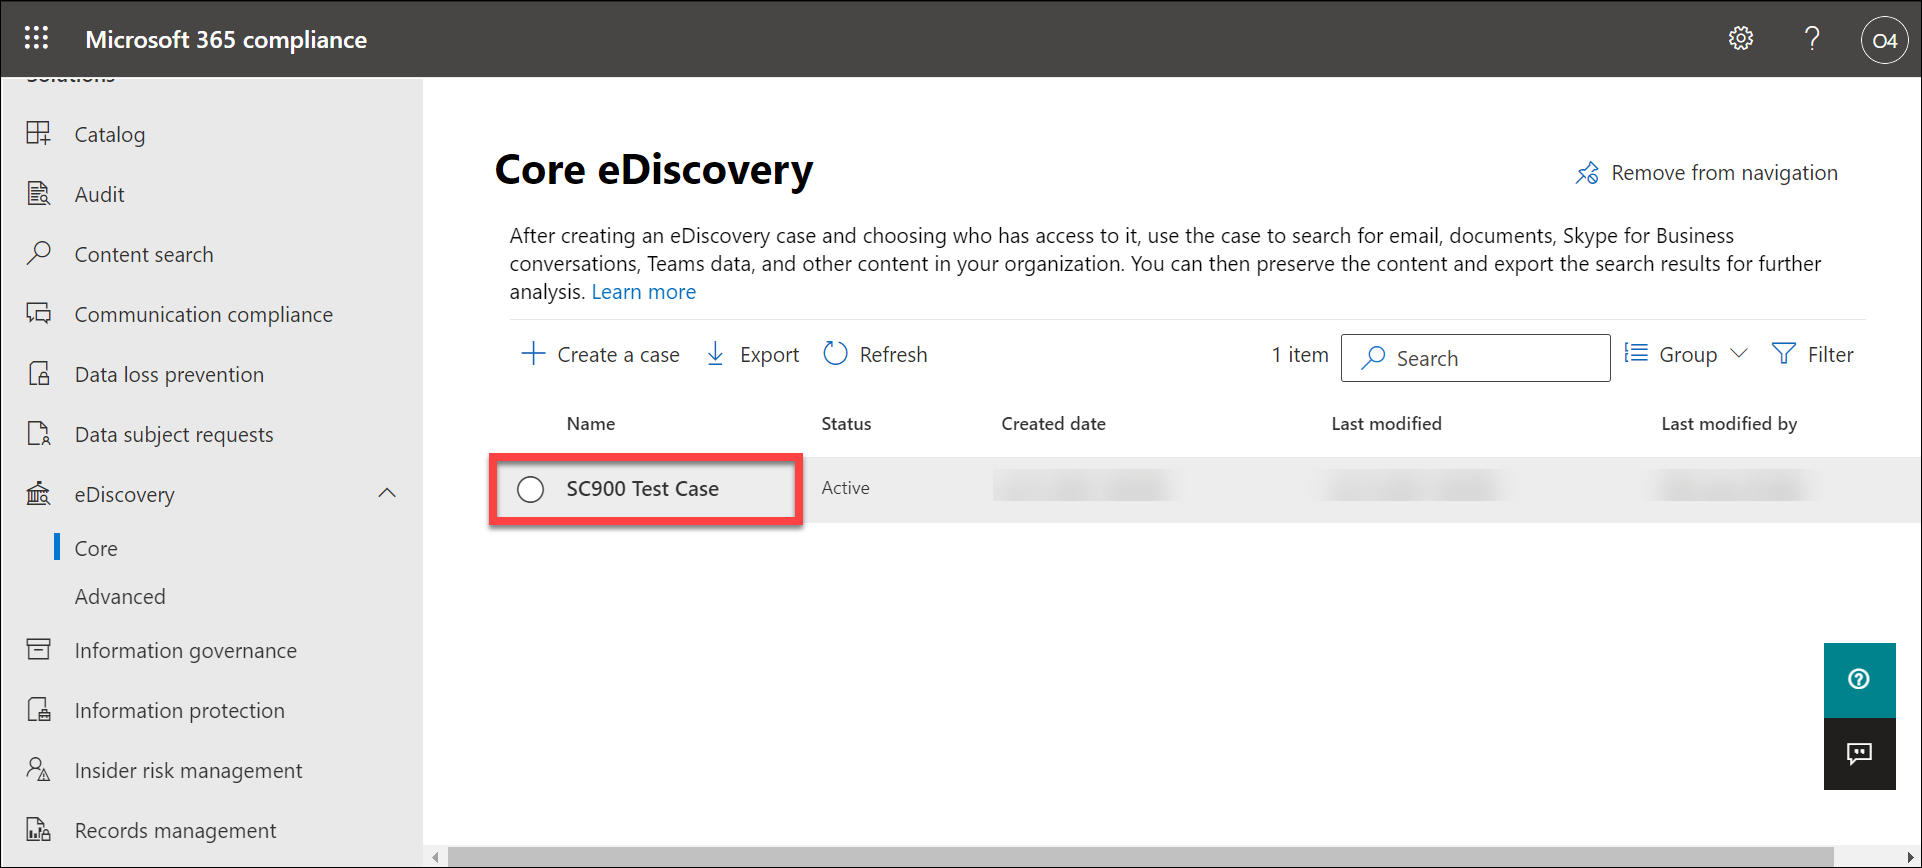 Microsoft 365 compliance
O4
Solutions
Catalog
Audit
Content search
Communication compliance
Data loss prevention
Data subject requests
eDiscovery
Core
Advanced
Information governance
Information protection
Insider risk management
Records management
Core eDiscovery
Remove from navigation
After creating an eDiscovery case and choosing who has access to it, use the case to search for email, documents, Skype for Business
conversations, Teams data, and other content in your organization. You can then preserve the content and export the search results for further
analysis. Learn more
Create a case Export Refresh 1 item Search Group Filter
Name Status Created date Last modified Last modified by
SC900 Test Case Active